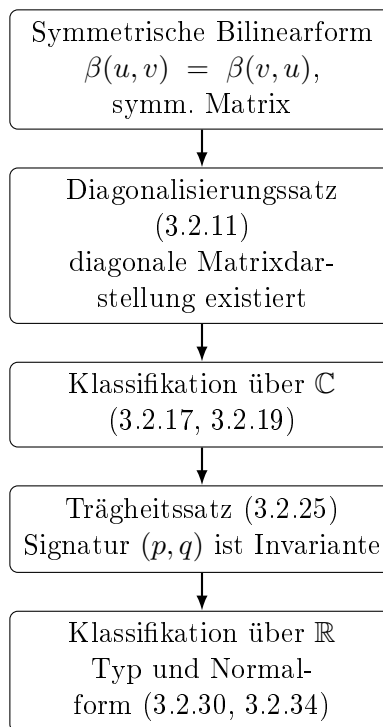 Symmetrische Bilinearform
β(u, v) = β(v, u),
symm. Matrix
Diagonalisierungssatz
(3.2.11)
diagonale Matrixdar-
stellung existiert
Klassifikation über ℂ
(3.2.17, 3.2.19)
Trägheitssatz (3.2.25)
Signatur (p, q) ist Invariante
Klassifikation über ℝ
Typ und Normal-
form (3.2.30, 3.2.34)